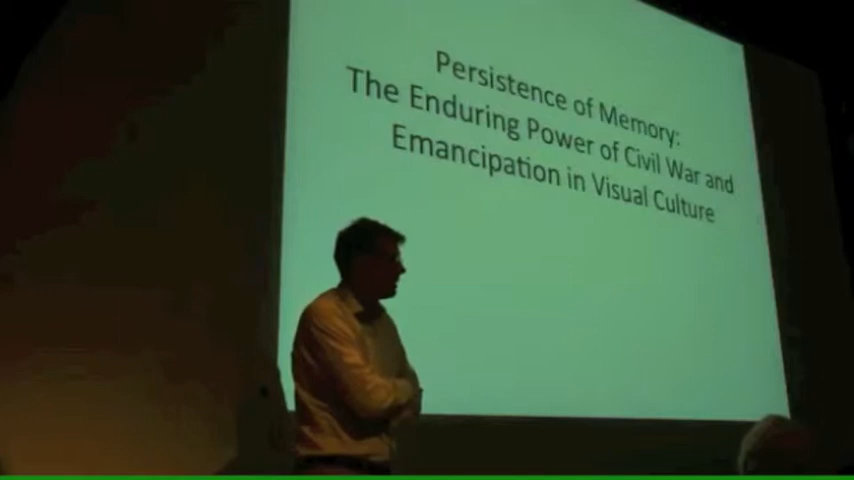 Persistence of Memory:
The Enduring Power of Civil War and
Emancipation in Visual Culture